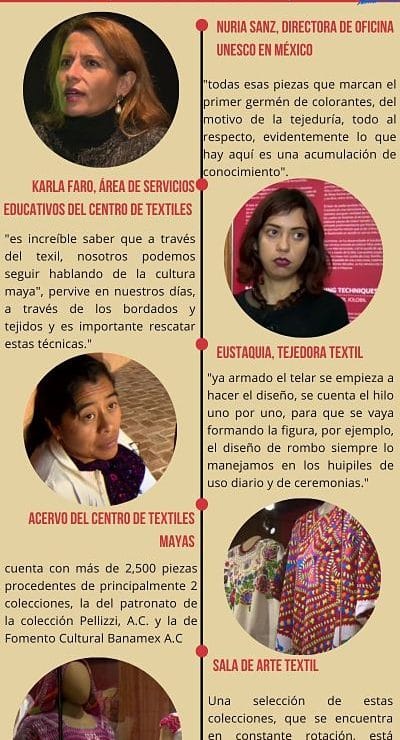 NURIA SANZ, DIRECTORA DE OFICINA
UNESCO EN MÉXICO
"todas esas piezas que marcan el
primer germén de colorantes, del
motivo de la tejeduría, todo al
respecto, evidentemente lo que
hay aquí es una acumulación de
conocimiento".
KARLA FARO, ÁREA DE SERVICIOS
EDUCATIVOS DEL CENTRO DE TEXTILES
"es increíble saber que a través
del texil, nosotros podemos
seguir hablando de la cultura
maya", pervive en nuestros días,
a través de los bordados y
tejidos y es importante rescatar
estas técnicas."
NG TECHNIQUES
EUSTAQUIA, TEJEDORA TEXTIL
"ya armado el telar se empieza a
hacer el diseño, se cuenta el hilo
uno por uno, para que se vaya
formando la figura, por ejemplo,
el diseño de rombo siempre lo
manejamos en los huipiles de
uso diario y de ceremonias."
ACERVO DEL CENTRO DE TEXTILES
MAYAS
cuenta con más de 2,500 piezas
procedentes de principalmente 2
colecciones, la del patronato de
la colección Pellizzi, A.C. y la de
Fomento Cultural Banamex A.C
SALA DE ARTE TEXTIL
Una selección de estas
colecciones, que se encuentra
en constante rotación, está